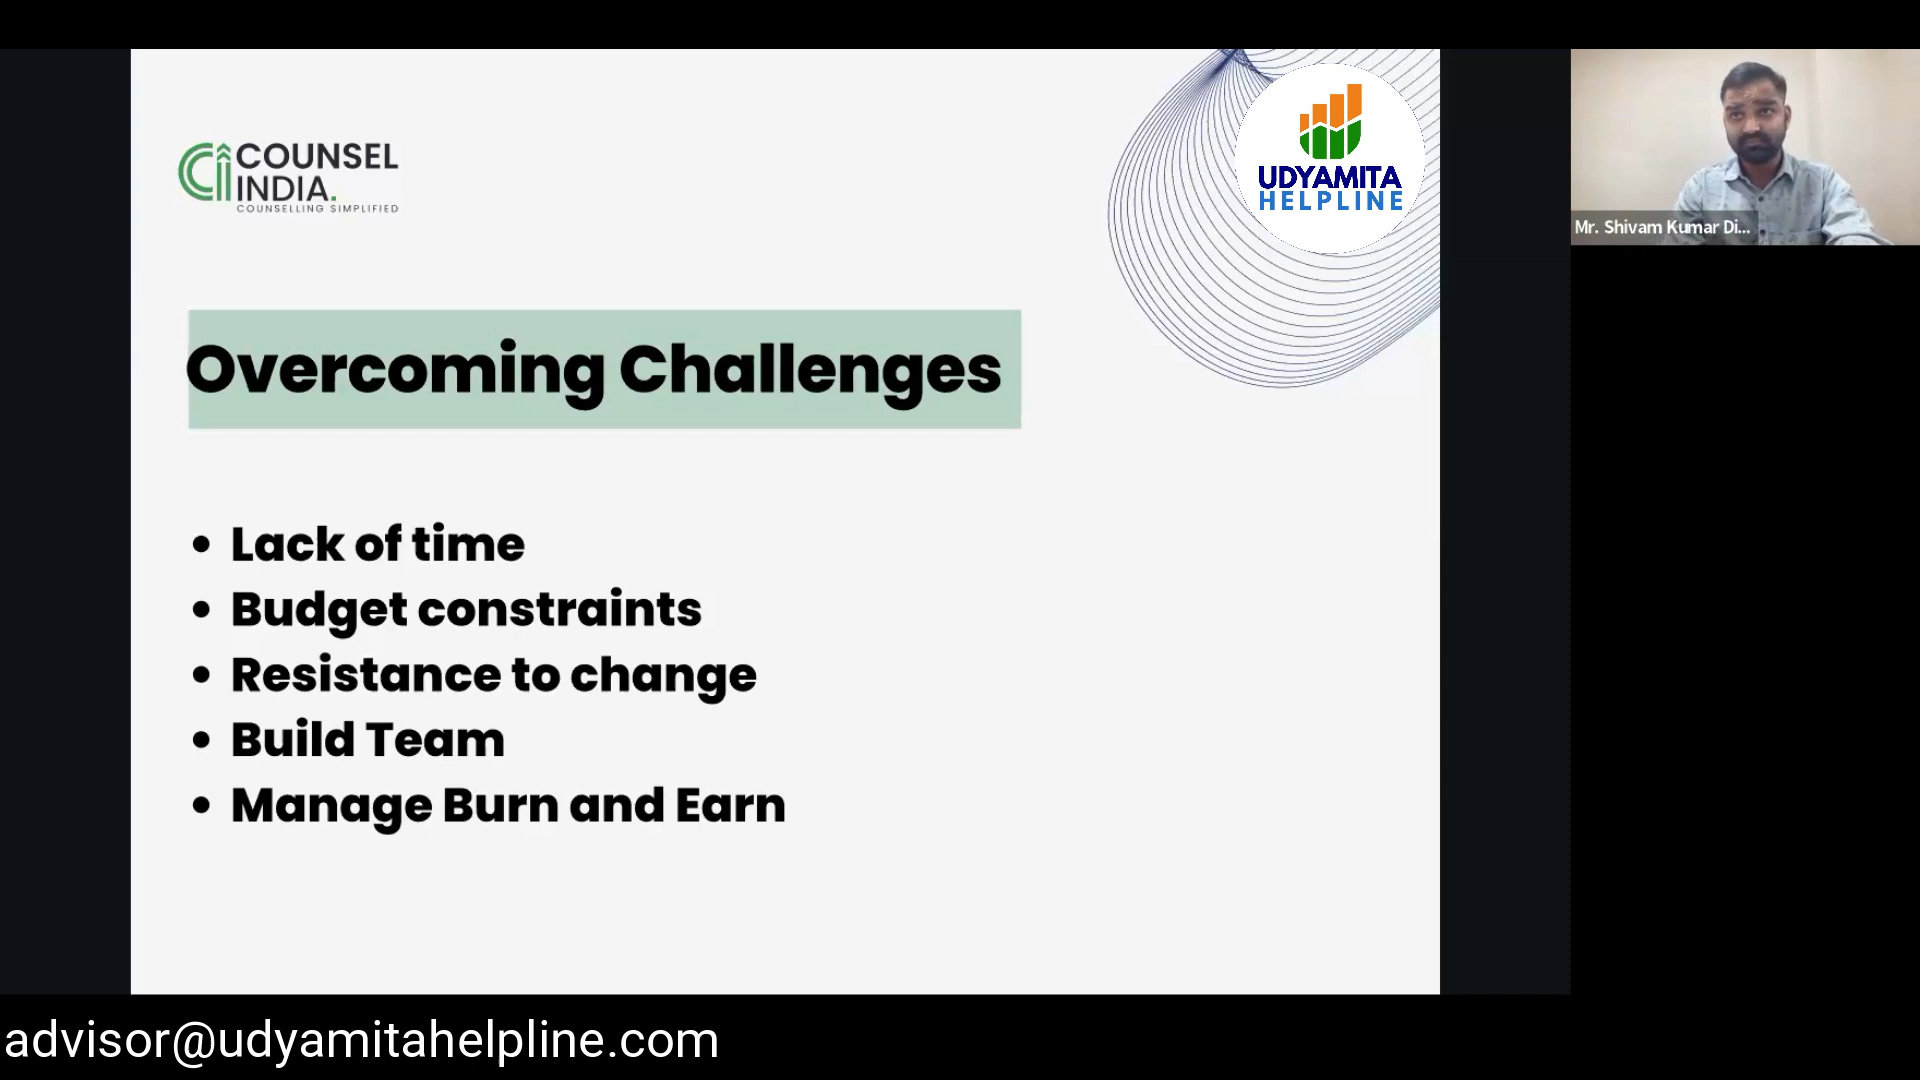 COUNSEL
INDIA.
COUNSELLING SIMPLIFIED
UDYAMITA
HELPLINE
Mr. Shivam Kumar Di...
Overcoming Challenges
• Lack of time
• Budget constraints
• Resistance to change
• Build Team
• Manage Burn and Earn
advisor@udyamitahelpline.com